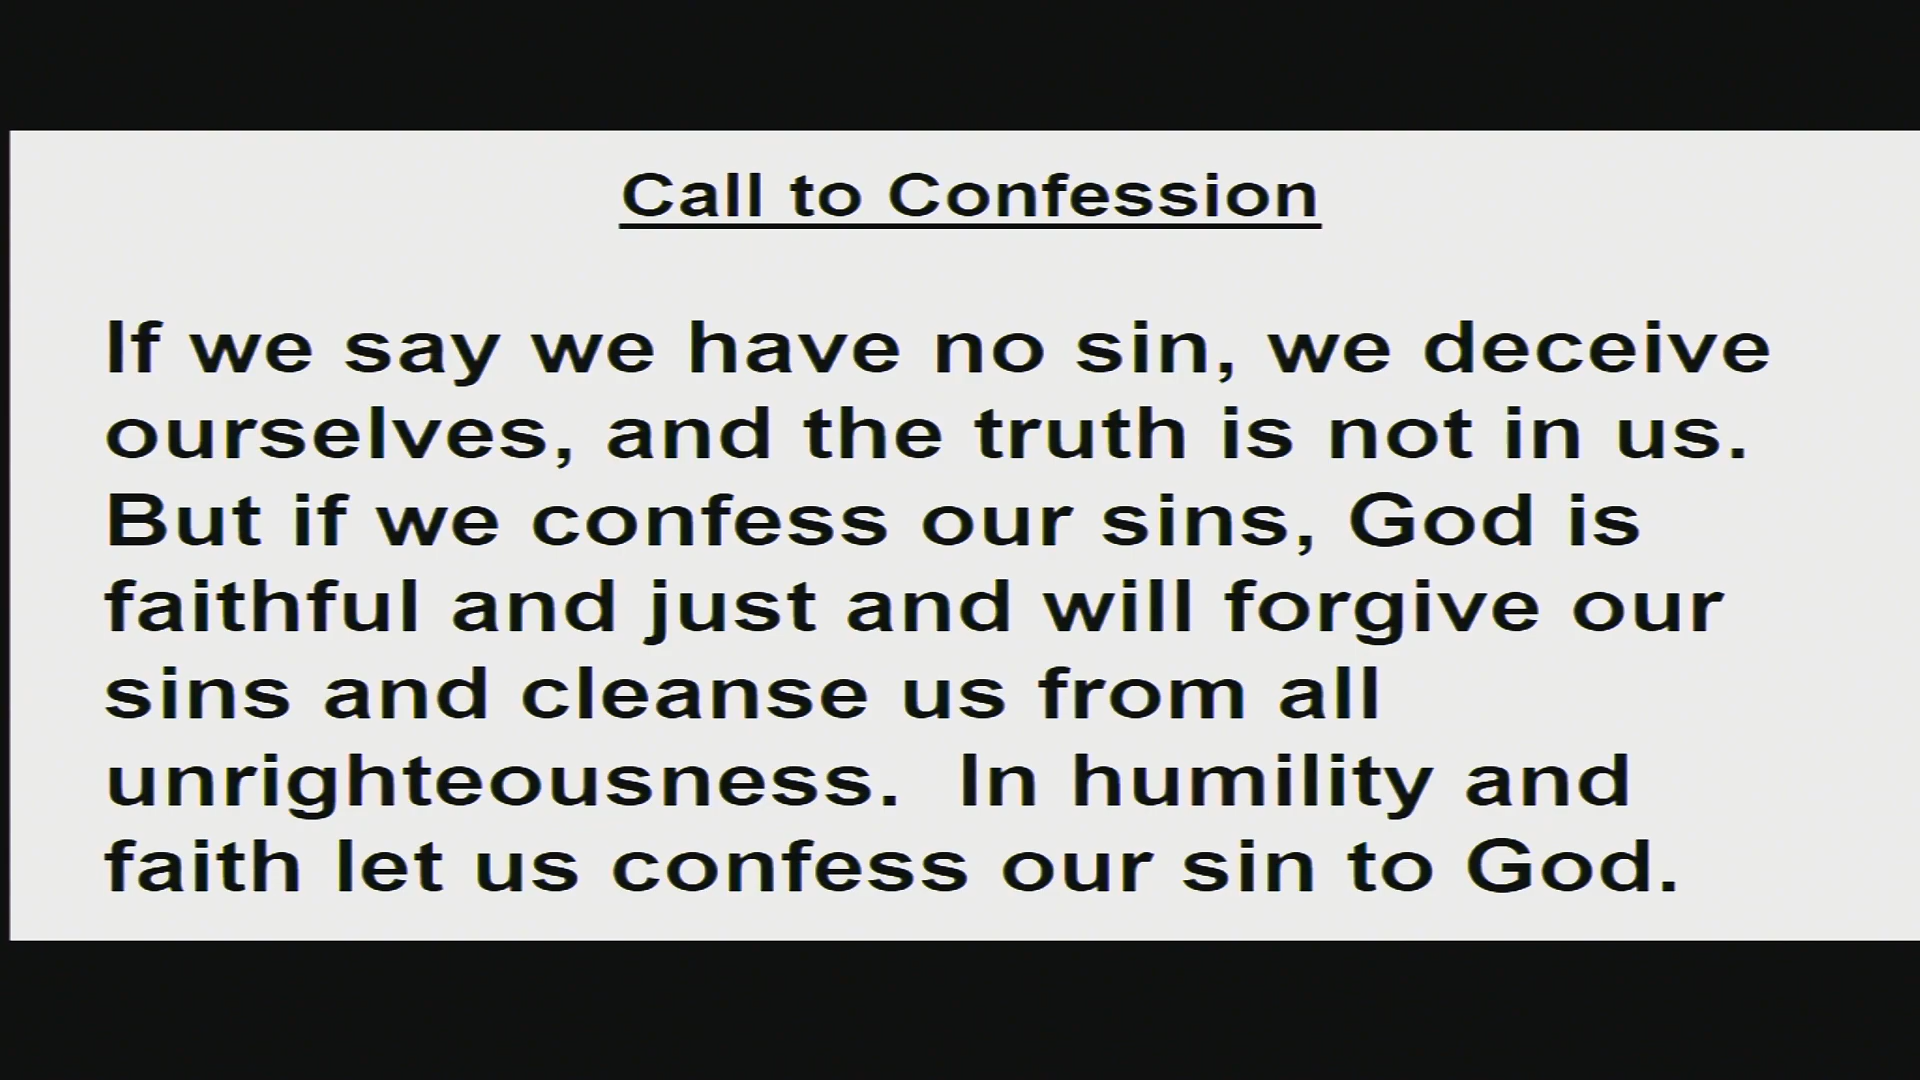 Call to Confession
If we say we have no sin, we deceive
ourselves, and the truth is not in us.
But if we confess our sins, God is
faithful and just and will forgive our
sins and cleanse us from all
unrighteousness.  In humility and
faith let us confess our sin to God.